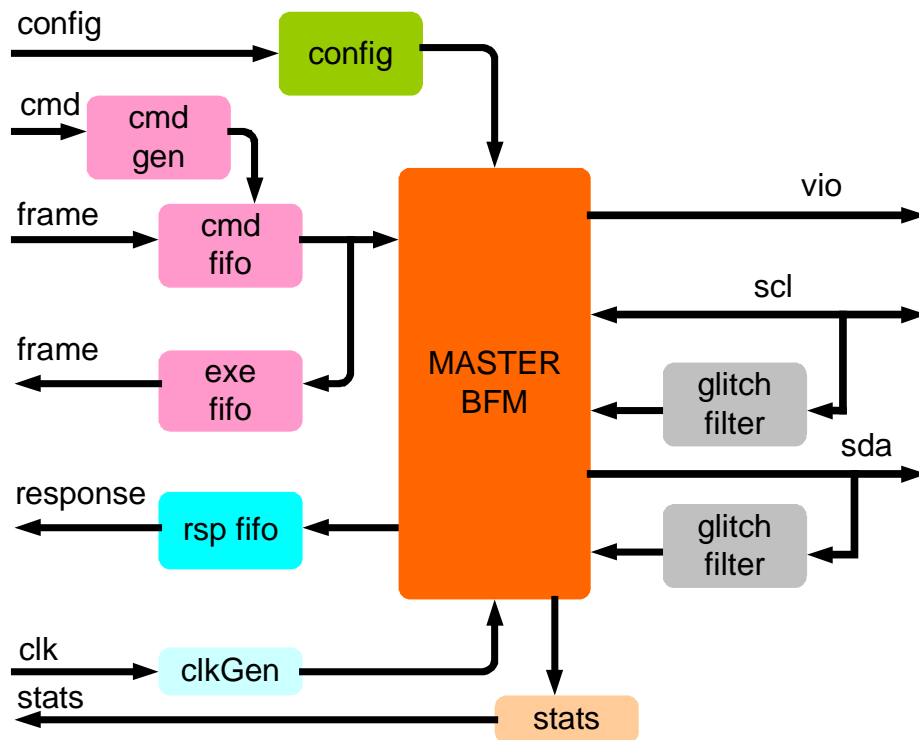 config
config
cmd
cmd
gen
vio
frame
cmd
fifo
scl
frame
exe
fifo
MASTER
BFM
glitch
filter
sda
response
rsp fifo
glitch
filter
clk
clkGen
stats
stats